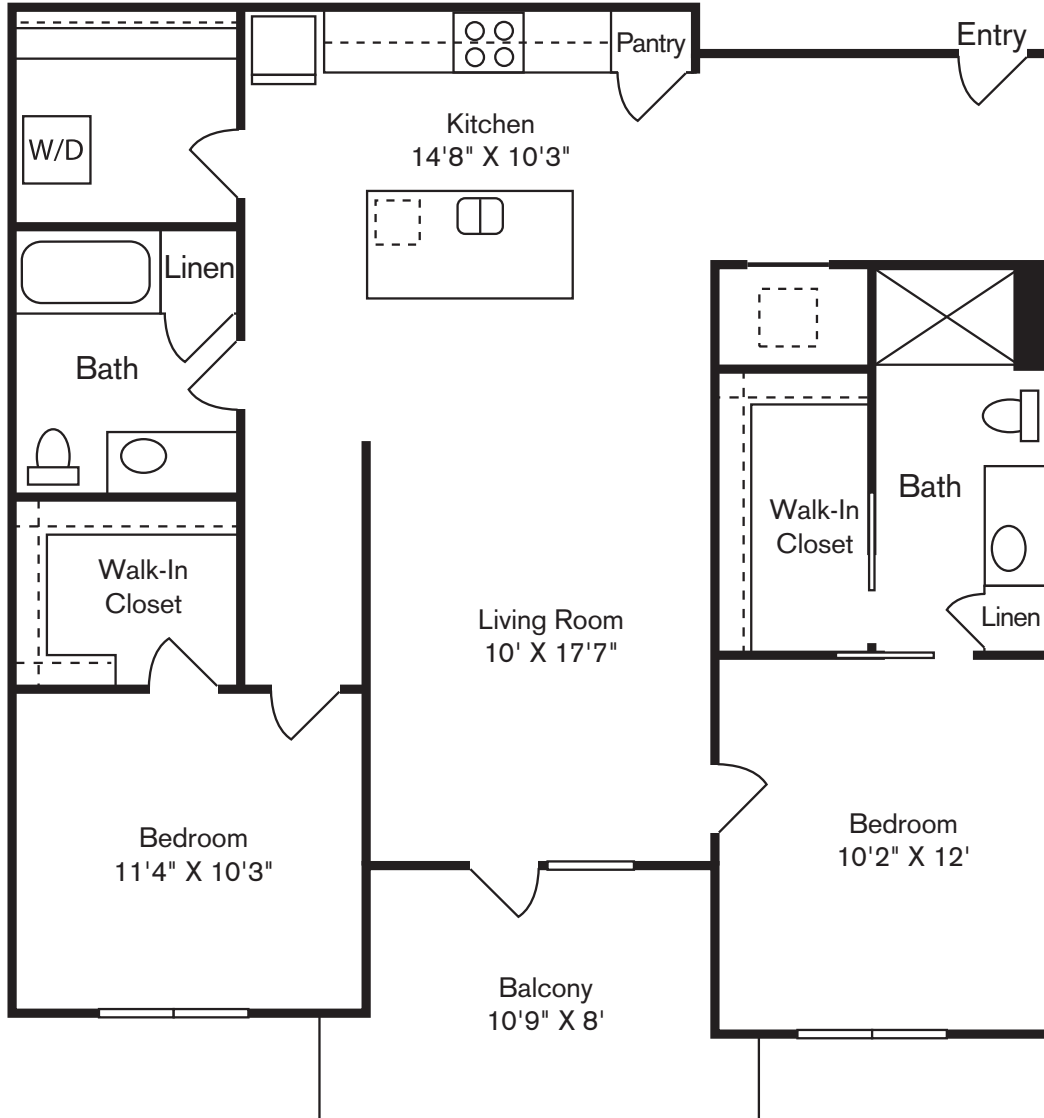 Entry
Pantry
Kitchen
14'8" X 10'3"
W/D
Linen
Bath
Walk-In
Closet
Walk-In
Closet
Bath
Linen
Living Room
10' X 17'7"
Bedroom
11'4" X 10'3"
Bedroom
10'2" X 12'
Balcony
10'9" X 8'